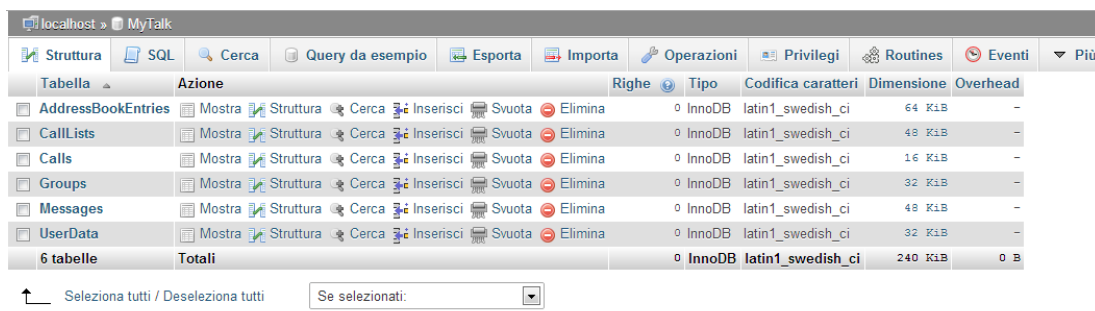 localhost » MyTalk
Struttura SQL Cerca Query da esempio Esporta Importa Operazioni Privilegi Routines Eventi Più
Tabella Azione Righe Tipo Codifica caratteri Dimensione Overhead
AddressBookEntries Mostra Struttura Cerca Inserisci Svuota Elimina 0 InnoDB latin1_swedish_ci 64 KiB -
CallLists Mostra Struttura Cerca Inserisci Svuota Elimina 0 InnoDB latin1_swedish_ci 48 KiB -
Calls Mostra Struttura Cerca Inserisci Svuota Elimina 0 InnoDB latin1_swedish_ci 16 KiB -
Groups Mostra Struttura Cerca Inserisci Svuota Elimina 0 InnoDB latin1_swedish_ci 32 KiB -
Messages Mostra Struttura Cerca Inserisci Svuota Elimina 0 InnoDB latin1_swedish_ci 48 KiB -
UserData Mostra Struttura Cerca Inserisci Svuota Elimina 0 InnoDB latin1_swedish_ci 32 KiB -
6 tabelle Totali 0 InnoDB latin1_swedish_ci 240 KiB 0 B
Seleziona tutti / Deseleziona tutti Se selezionati: